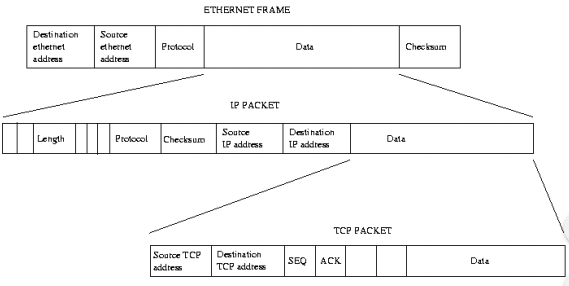 ETHERNET FRAME
Destination
ethernet
address
Source
ethernet
address
Protocol
Data
Checksum
IP PACKET
Length
Protocol
Checksum
Source
IP address
Destination
IP address
Data
TCP PACKET
Source TCP
address
Destination
TCP address
SEQ
ACK
Data